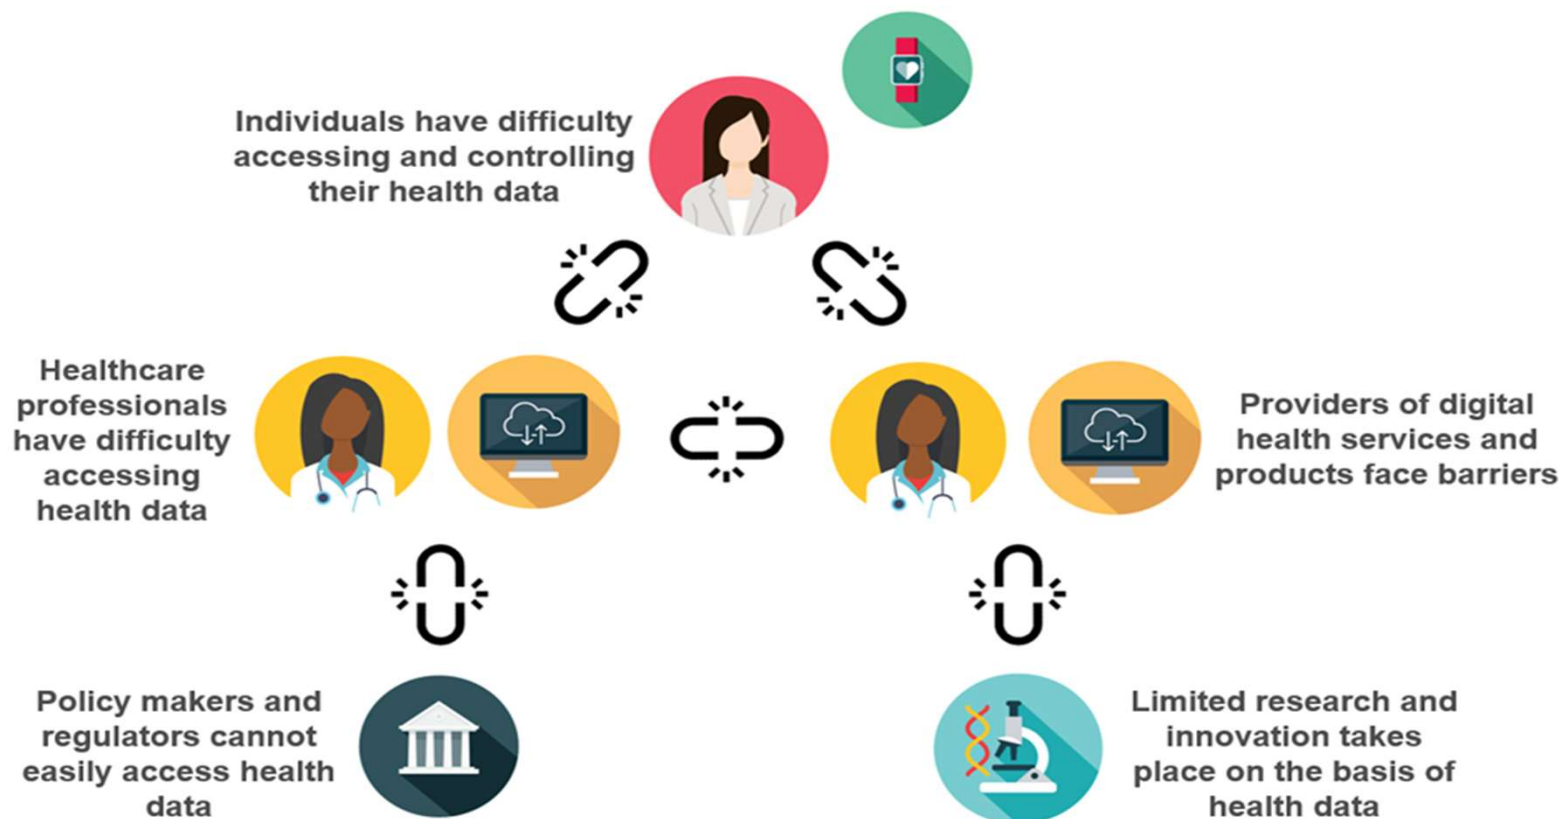 Individuals have difficulty
accessing and controlling
their health data
Healthcare
professionals
have difficulty
accessing
health data
Providers of digital
health services and
products face barriers
Policy makers and
regulators cannot
easily access health
data
Limited research and
innovation takes
place on the basis of
health data